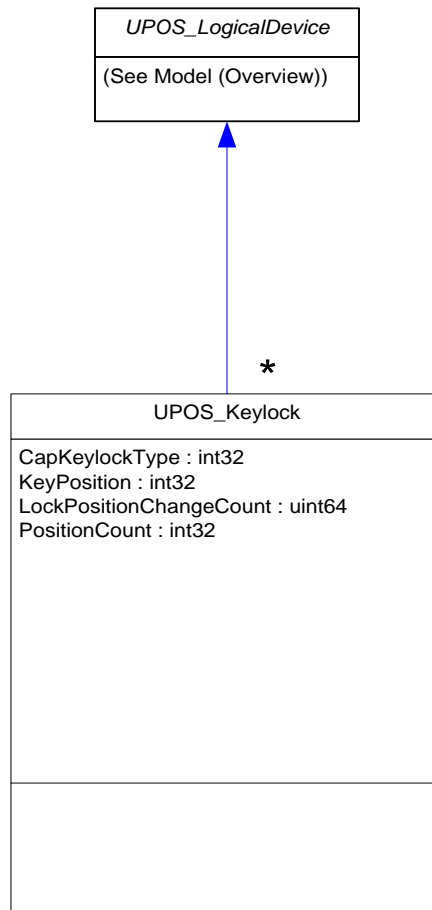 UPOS_LogicalDevice
(See Model (Overview))
*
UPOS_Keylock
CapKeylockType : int32
KeyPosition : int32
LockPositionChangeCount : uint64
PositionCount : int32